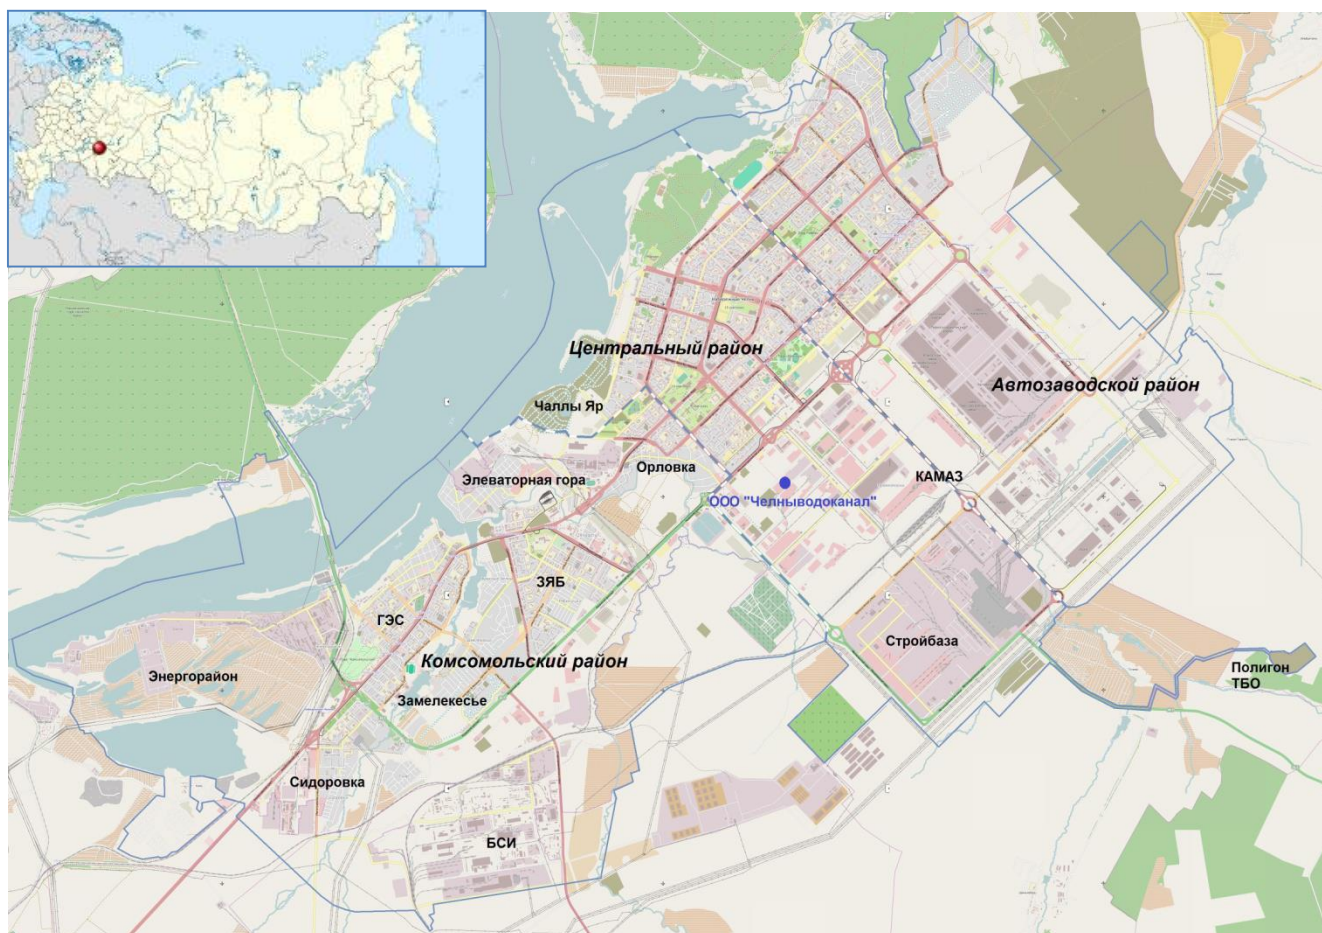 Центральный район
Автозаводской район
Чаллы Яр
Орловка
Элеваторная гора
КАМАЗ
ООО "Челныводоканал"
ЗЯБ
ГЭС
Стройбаза
Комсомольский район
Энергорайон
Полигон
ТБО
Замелекесье
Сидоровка
БСИ